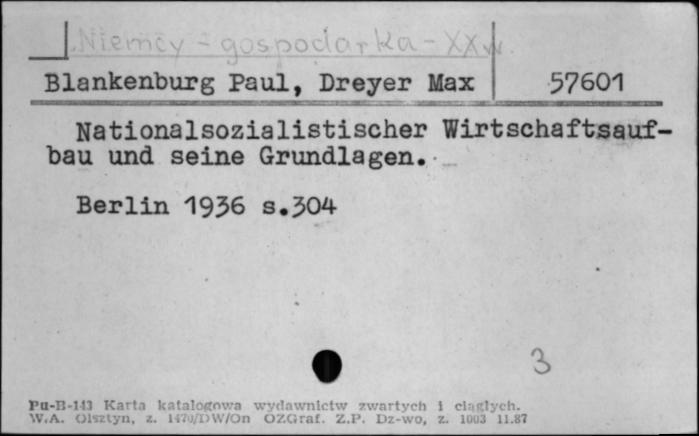 Niemcy - gospodarka - XXw.
Blankenburg Paul, Dreyer Max 57601
Nationalsozialistischer Wirtschaftsauf-
bau und seine Grundlagen.
Berlin 1936 s.304
3
Pu-B-143 Karta katalogowa wydawnictw zwartych i ciągłych.
W.A. Olsztyn, z. 1470/DW/On OZGraf. Z.P. Dz-wo, z. 1003 11.87